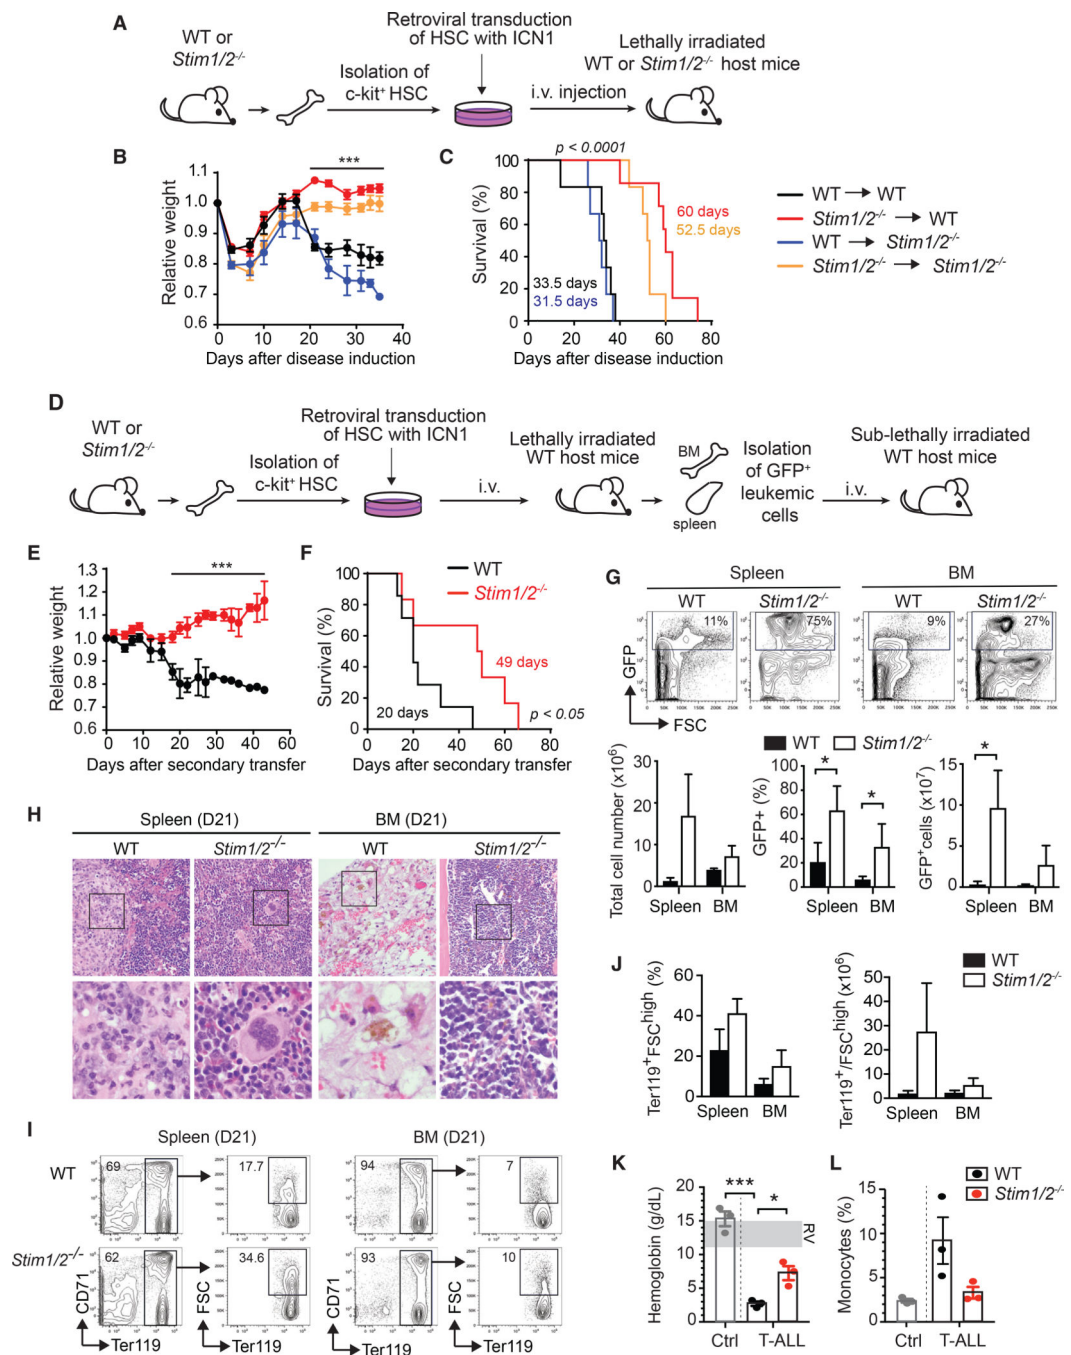 A
WT or
Stim1/2-/-
Isolation of
c-kit+ HSC
Retroviral transduction
of HSC with ICN1
i.v. injection
Lethally irradiated
WT or Stim1/2-/- host mice
B
Relative weight
1.1
1.0
0.9
0.8
0.7
0.6
***
0 10 20 30 40
Days after disease induction
C
p < 0.0001
Survival (%)
100
80
60
40
20
0
60 days
52.5 days
33.5 days
31.5 days
0 20 40 60 80
Days after disease induction
WT → WT
Stim1/2-/- → WT
WT → Stim1/2-/-
Stim1/2-/- → Stim1/2-/-
D
WT or
Stim1/2-/-
Isolation of
c-kit+ HSC
Retroviral transduction
of HSC with ICN1
i.v.
Lethally irradiated
WT host mice
BM
spleen
Isolation
of GFP+
leukemic
cells
i.v.
Sub-lethally irradiated
WT host mice
E
Relative weight
1.3
1.2
1.1
1.0
0.9
0.8
0.7
0.6
***
0 20 40 60
Days after secondary transfer
F
WT
Stim1/2-/-
Survival (%)
100
80
60
40
20
0
49 days
20 days
p < 0.05
0 20 40 60 80
Days after secondary transfer
G
Spleen BM
WT Stim1/2-/- WT Stim1/2-/-
11% 75% 9% 27%
GFP
FSC
WT Stim1/2-/-
Total cell number (x10⁶)
30
20
10
0
Spleen BM
GFP+ (%)
100
80
60
40
20
0
* *
Spleen BM
GFP+cells (x10⁷)
15
10
5
0
*
Spleen BM
H
Spleen (D21) BM (D21)
WT Stim1/2-/- WT Stim1/2-/-
I
Spleen (D21) BM (D21)
WT
69 17.7 94 7
Stim1/2-/-
62 34.6 93 10
CD71 FSC CD71 FSC
Ter119 Ter119 Ter119 Ter119
J
WT
Stim1/2-/-
Ter119+FSChigh (%)
60
40
20
0
Spleen BM
Ter119+/FSChigh (x10⁶)
50
40
30
20
10
0
Spleen BM
K
Hemoglobin (g/dL)
20
15
10
5
0
*** *
RV
Ctrl T-ALL
L
WT
Stim1/2-/-
Monocytes (%)
15
10
5
0
Ctrl T-ALL